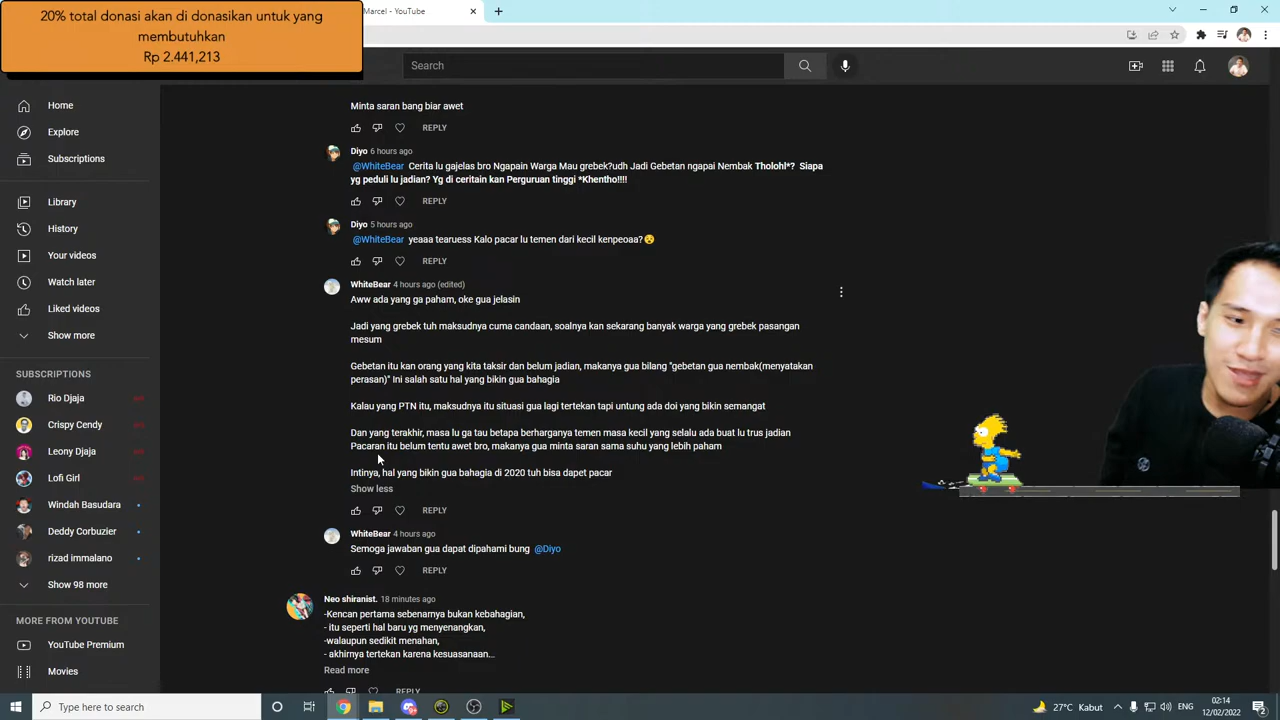 20% total donasi akan di donasikan untuk yang
membutuhkan
Rp 2.441,213
Marcel - YouTube
Search
Home
Explore
Subscriptions
Library
History
Your videos
Watch later
Liked videos
Show more
SUBSCRIPTIONS
Rio Djaja
Crispy Cendy
Leony Djaja
Lofi Girl
Windah Basudara
Deddy Corbuzier
rizad immalano
Show 98 more
MORE FROM YOUTUBE
YouTube Premium
Movies
Minta saran bang biar awet
REPLY
Diyo 6 hours ago
@WhiteBear Cerita lu gajelas bro Ngapain Warga Mau grebek?udh Jadi Gebetan ngapai Nembak Tholohl*? Siapa
yg peduli lu jadian? Yg di ceritain kan Perguruan tinggi *Khentho!!!!
REPLY
Diyo 5 hours ago
@WhiteBear yeaaa tearuess Kalo pacar lu temen dari kecil kenpeoaa?😵
REPLY
WhiteBear 4 hours ago (edited)
Aww ada yang ga paham, oke gua jelasin
Jadi yang grebek tuh maksudnya cuma candaan, soalnya kan sekarang banyak warga yang grebek pasangan
mesum
Gebetan itu kan orang yang kita taksir dan belum jadian, makanya gua bilang "gebetan gua nembak(menyatakan
perasan)" Ini salah satu hal yang bikin gua bahagia
Kalau yang PTN itu, maksudnya itu situasi gua lagi tertekan tapi untung ada doi yang bikin semangat
Dan yang terakhir, masa lu ga tau betapa berharganya temen masa kecil yang selalu ada buat lu trus jadian
Pacaran itu belum tentu awet bro, makanya gua minta saran sama suhu yang lebih paham
Intinya, hal yang bikin gua bahagia di 2020 tuh bisa dapet pacar
Show less
REPLY
WhiteBear 4 hours ago
Semoga jawaban gua dapat dipahami bung @Diyo
REPLY
Neo shiranist. 18 minutes ago
-Kencan pertama sebenarnya bukan kebahagian,
- itu seperti hal baru yg menyenangkan,
-walaupun sedikit menahan,
- akhirnya tertekan karena kesuasanaan...
Read more
REPLY
Type here to search
27°C Kabut
ENG
02:14
12/02/2022
2